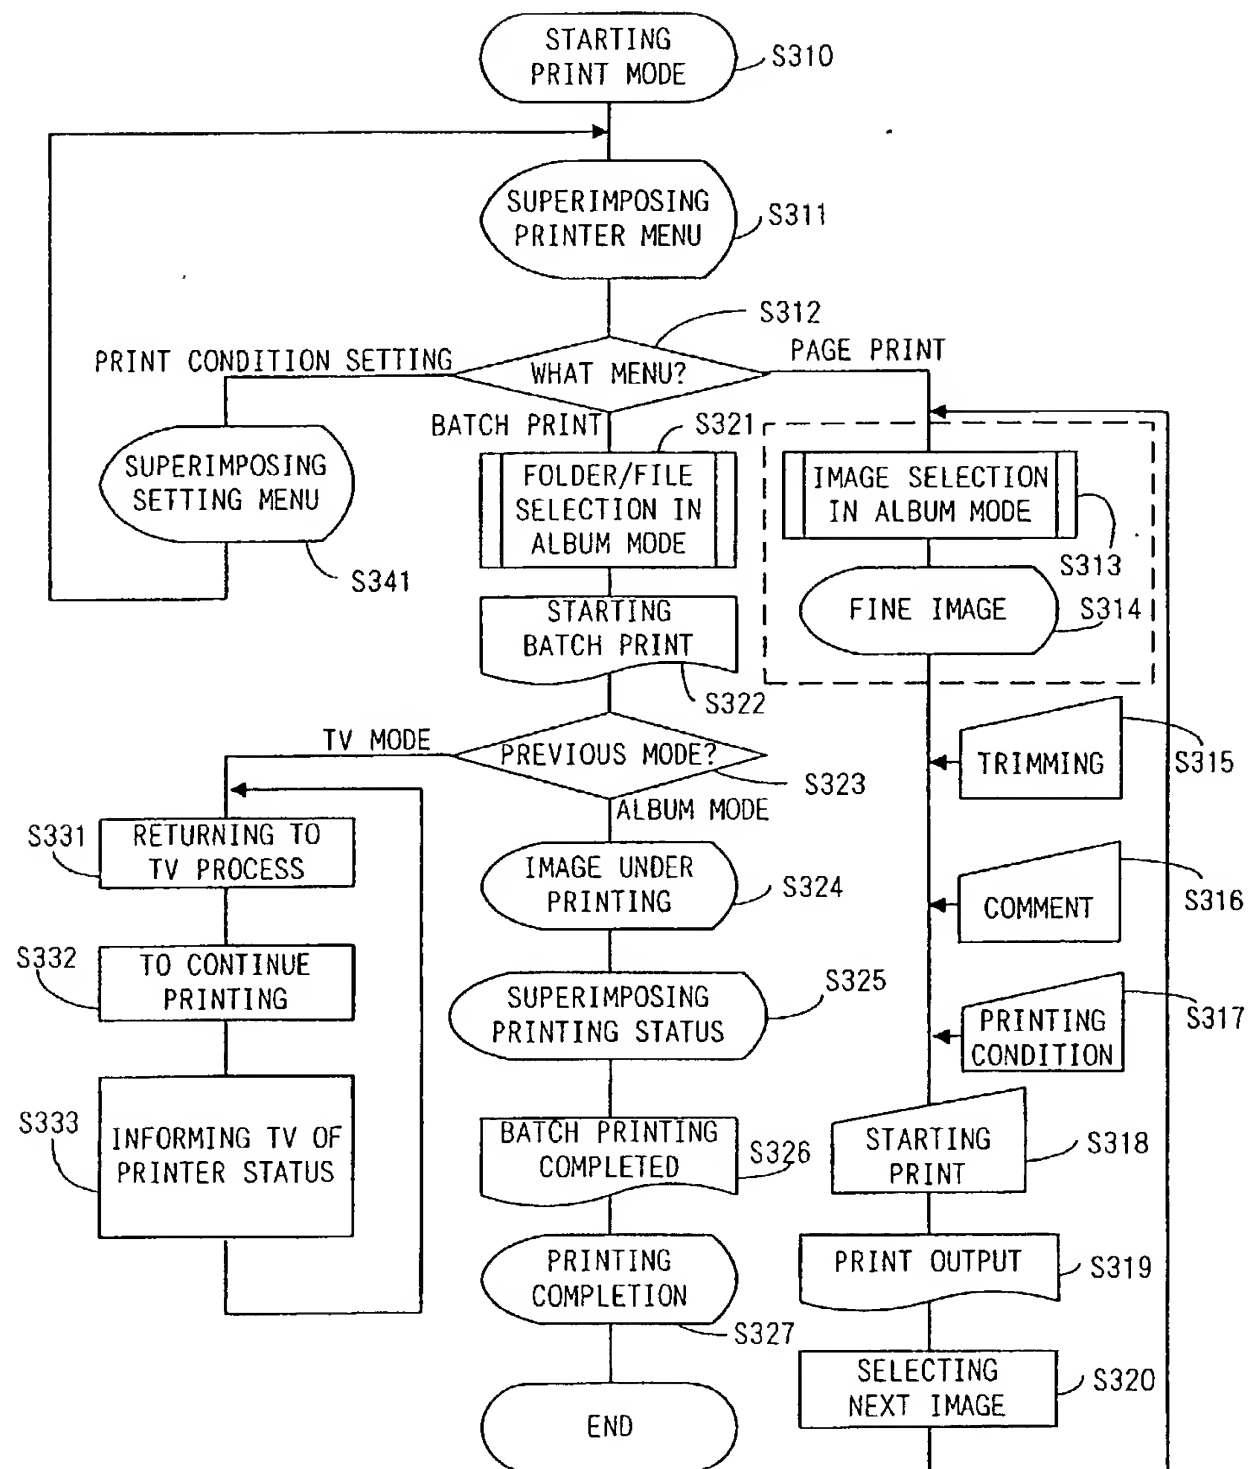 STARTING
PRINT MODE
S310
SUPERIMPOSING
PRINTER MENU
S311
S312
PRINT CONDITION SETTING
WHAT MENU?
PAGE PRINT
BATCH PRINT
S321
SUPERIMPOSING
SETTING MENU
S341
FOLDER/FILE
SELECTION IN
ALBUM MODE
IMAGE SELECTION
IN ALBUM MODE
S313
FINE IMAGE
S314
STARTING
BATCH PRINT
S322
TRIMMING
S315
TV MODE
PREVIOUS MODE?
S323
ALBUM MODE
S331
RETURNING TO
TV PROCESS
IMAGE UNDER
PRINTING
S324
COMMENT
S316
S332
TO CONTINUE
PRINTING
SUPERIMPOSING
PRINTING STATUS
S325
PRINTING
CONDITION
S317
S333
INFORMING TV OF
PRINTER STATUS
BATCH PRINTING
COMPLETED
S326
STARTING
PRINT
S318
PRINTING
COMPLETION
S327
PRINT OUTPUT
S319
SELECTING
NEXT IMAGE
S320
END